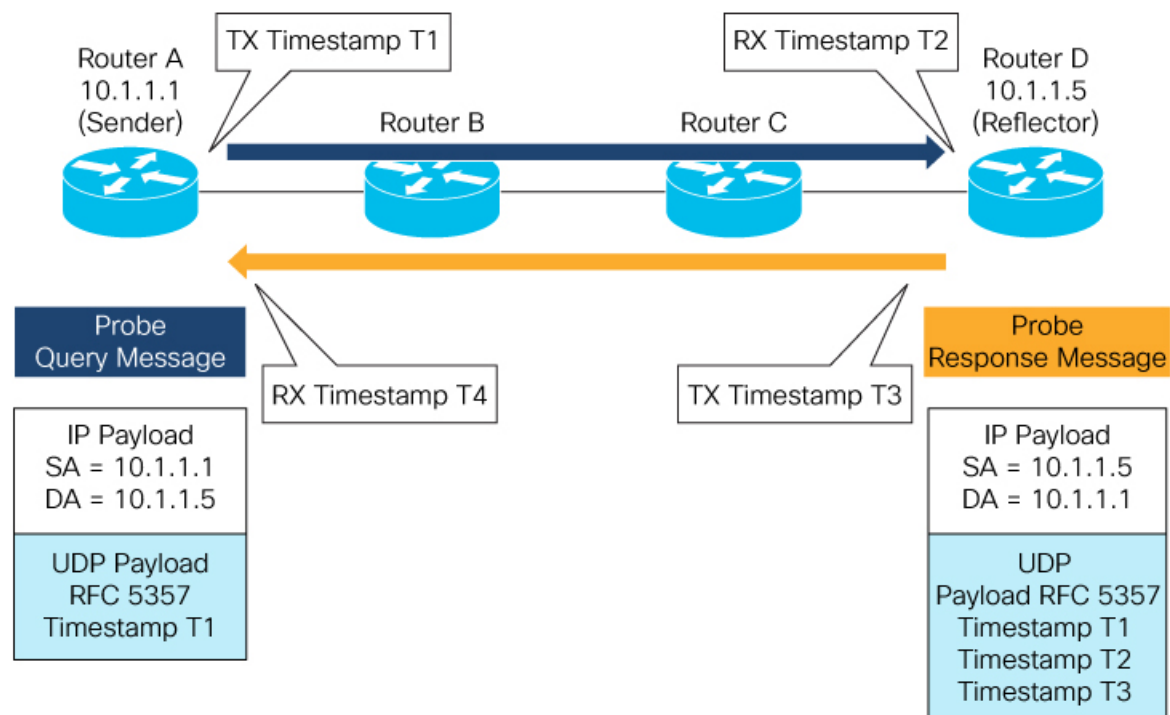 TX Timestamp T1
RX Timestamp T2
Router A
10.1.1.1
(Sender)
Router B
Router C
Router D
10.1.1.5
(Reflector)
Probe
Query Message
RX Timestamp T4
TX Timestamp T3
Probe
Response Message
IP Payload
SA = 10.1.1.1
DA = 10.1.1.5
UDP Payload
RFC 5357
Timestamp T1
IP Payload
SA = 10.1.1.5
DA = 10.1.1.1
UDP
Payload RFC 5357
Timestamp T1
Timestamp T2
Timestamp T3